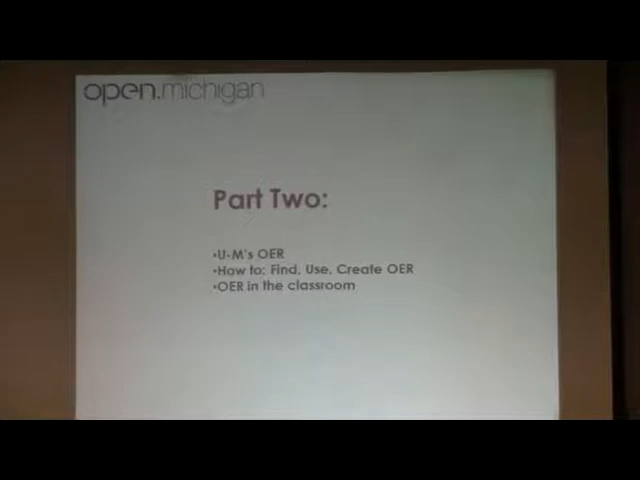 open.michigan
Part Two:
•U-M's OER
•How to: Find, Use, Create OER
•OER in the classroom